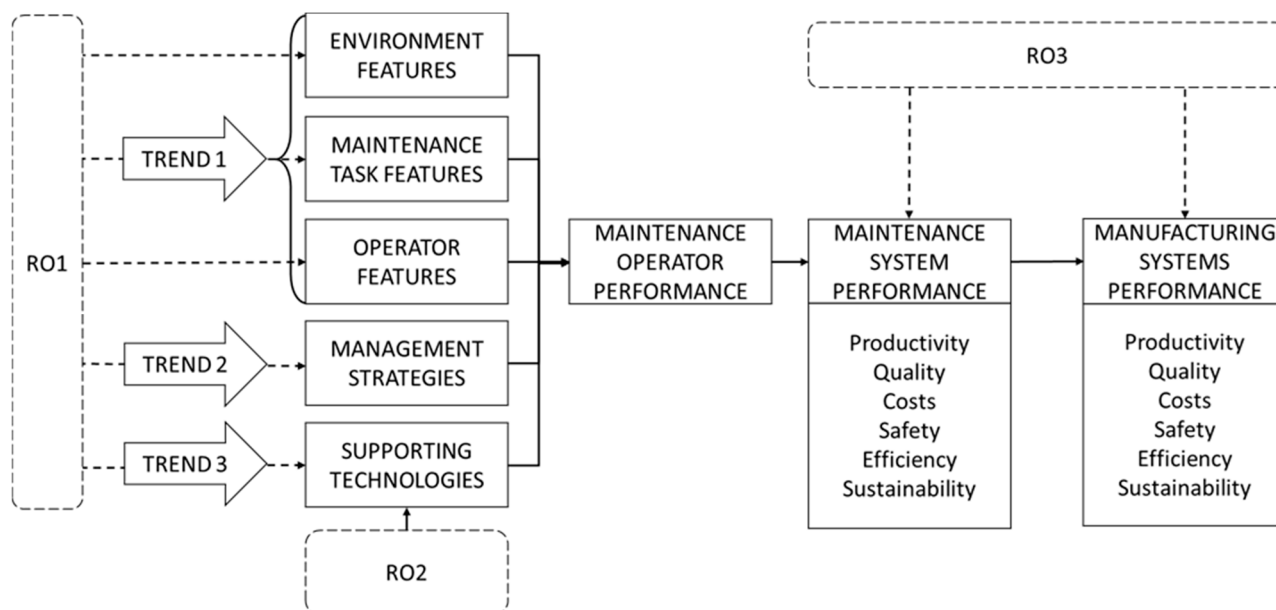 RO1
TREND 1
TREND 2
TREND 3
ENVIRONMENT
FEATURES
MAINTENANCE
TASK FEATURES
OPERATOR
FEATURES
MANAGEMENT
STRATEGIES
SUPPORTING
TECHNOLOGIES
RO2
MAINTENANCE
OPERATOR
PERFORMANCE
RO3
MAINTENANCE
SYSTEM
PERFORMANCE
Productivity
Quality
Costs
Safety
Efficiency
Sustainability
MANUFACTURING
SYSTEMS
PERFORMANCE
Productivity
Quality
Costs
Safety
Efficiency
Sustainability